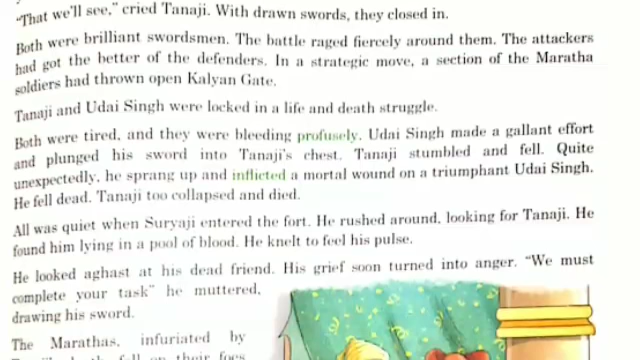 "That we'll see," cried Tanaji. With drawn swords, they closed in.
Both were brilliant swordsmen. The battle raged fiercely around them. The attackers
had got the better of the defenders. In a strategic move, a section of the Maratha
soldiers had thrown open Kalyan Gate.
Tanaji and Udai Singh were locked in a life and death struggle.
Both were tired, and they were bleeding profusely. Udai Singh made a gallant effort
and plunged his sword into Tanaji's chest. Tanaji stumbled and fell. Quite
unexpectedly, he sprang up and inflicted a mortal wound on a triumphant Udai Singh.
He fell dead. Tanaji too collapsed and died.
All was quiet when Suryaji entered the fort. He rushed around, looking for Tanaji. He
found him lying in a pool of blood. He knelt to feel his pulse.
He looked aghast at his dead friend. His grief soon turned into anger. "We must
complete your task" he muttered,
drawing his sword.
The Marathas, infuriated by
fell on their foes